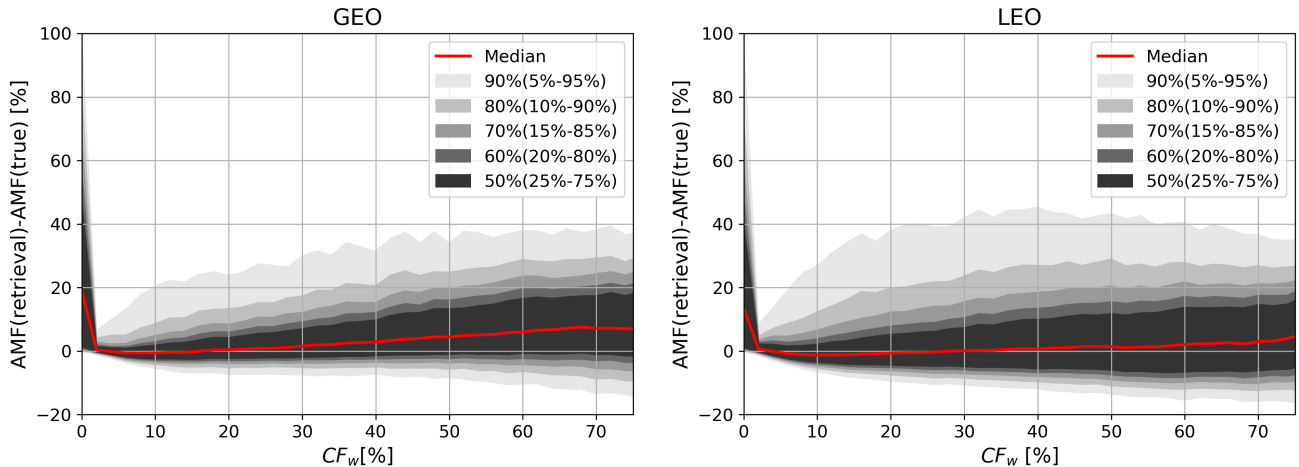 GEO
AMF(retrieval)-AMF(true) [%]
100
80
60
40
20
0
−20
Median
90%(5%-95%)
80%(10%-90%)
70%(15%-85%)
60%(20%-80%)
50%(25%-75%)
0 10 20 30 40 50 60 70
CFw[%]
LEO
AMF(retrieval)-AMF(true) [%]
100
80
60
40
20
0
−20
Median
90%(5%-95%)
80%(10%-90%)
70%(15%-85%)
60%(20%-80%)
50%(25%-75%)
0 10 20 30 40 50 60 70
CFw [%]